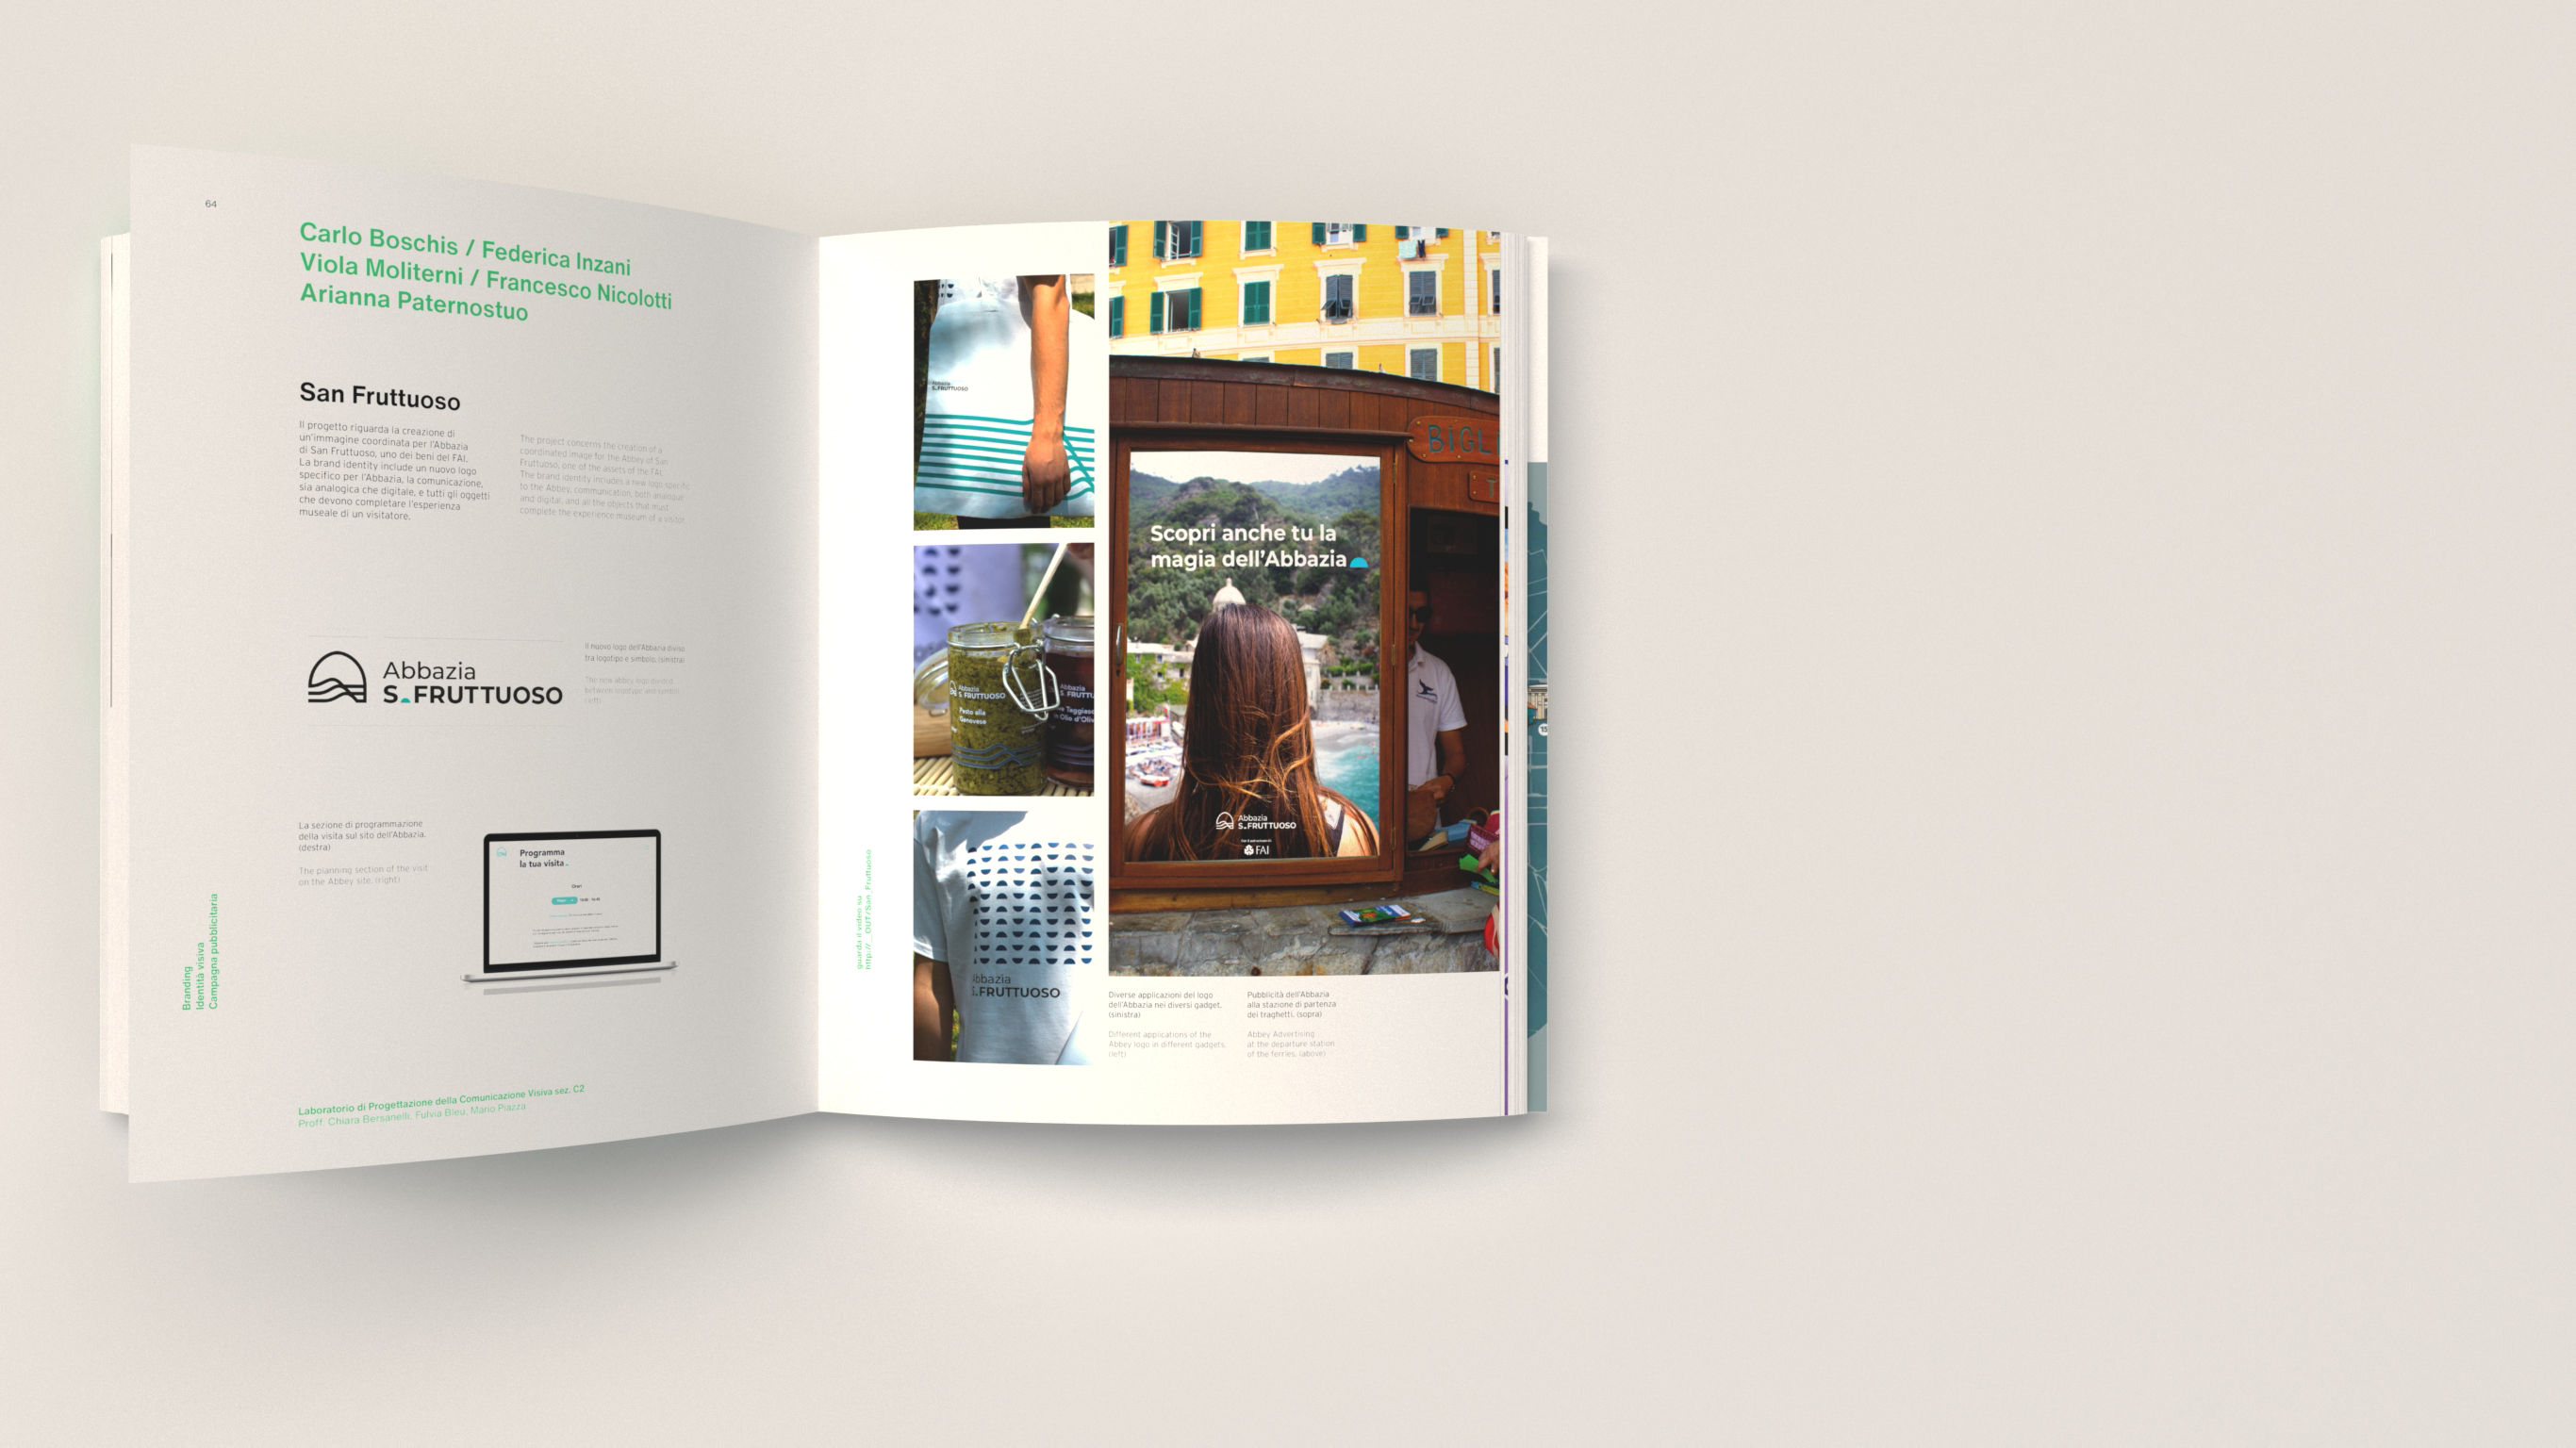 64
Carlo Boschis / Federica Inzani
Viola Moliterni / Francesco Nicolotti
Arianna Paternostuo
San Fruttuoso
Il progetto riguarda la creazione di
un'immagine coordinata per l'Abbazia
di San Fruttuoso, uno dei beni del FAI.
La brand identity include un nuovo logo
specifico per l'Abbazia, la comunicazione,
sia analogica che digitale, e tutti gli oggetti
che devono completare l'esperienza
museale di un visitatore.
The project concerns the creation of a
coordinated image for the Abbey of San
Fruttuoso, one of the assets of the FAI.
The brand identity includes a new logo specific
to the Abbey, communication, both analogue
and digital, and all the objects that must
complete the experience museum of a visitor.
Abbazia
S.FRUTTUOSO
Il nuovo logo dell'Abbazia diviso
tra logotipo e simbolo. (sinistra)
The new abbey logo divided
between logotype and symbol.
(left)
La sezione di programmazione
della visita sul sito dell'Abbazia.
(destra)
The planning section of the visit
on the Abbey site. (right)
Programma
la tua visita.
Orari
Branding
Identità visiva
Campagna pubblicitaria
Laboratorio di Progettazione della Comunicazione Visiva sez. C2
Proff. Chiara Bersanelli, Fulvia Bleu, Mario Piazza
guarda il video su
http://__OUT/San_Fruttuoso
Abbazia
S.FRUTTUOSO
Abbazia
S.FRUTTUOSO
Pesto alla
Genovese
Abbazia
S.FRUTTU
Taggiasc
Olio d'Oliv
Abbazia
S.FRUTTUOSO
BIGL
T
Scopri anche tu la
magia dell'Abbazia
Abbazia
S.FRUTTUOSO
FAI
Diverse applicazioni del logo
dell'Abbazia nei diversi gadget.
(sinistra)
Different applications of the
Abbey logo in different gadgets.
(left)
Pubblicità dell'Abbazia
alla stazione di partenza
dei traghetti. (sopra)
Abbey Advertising
at the departure station
of the ferries. (above)